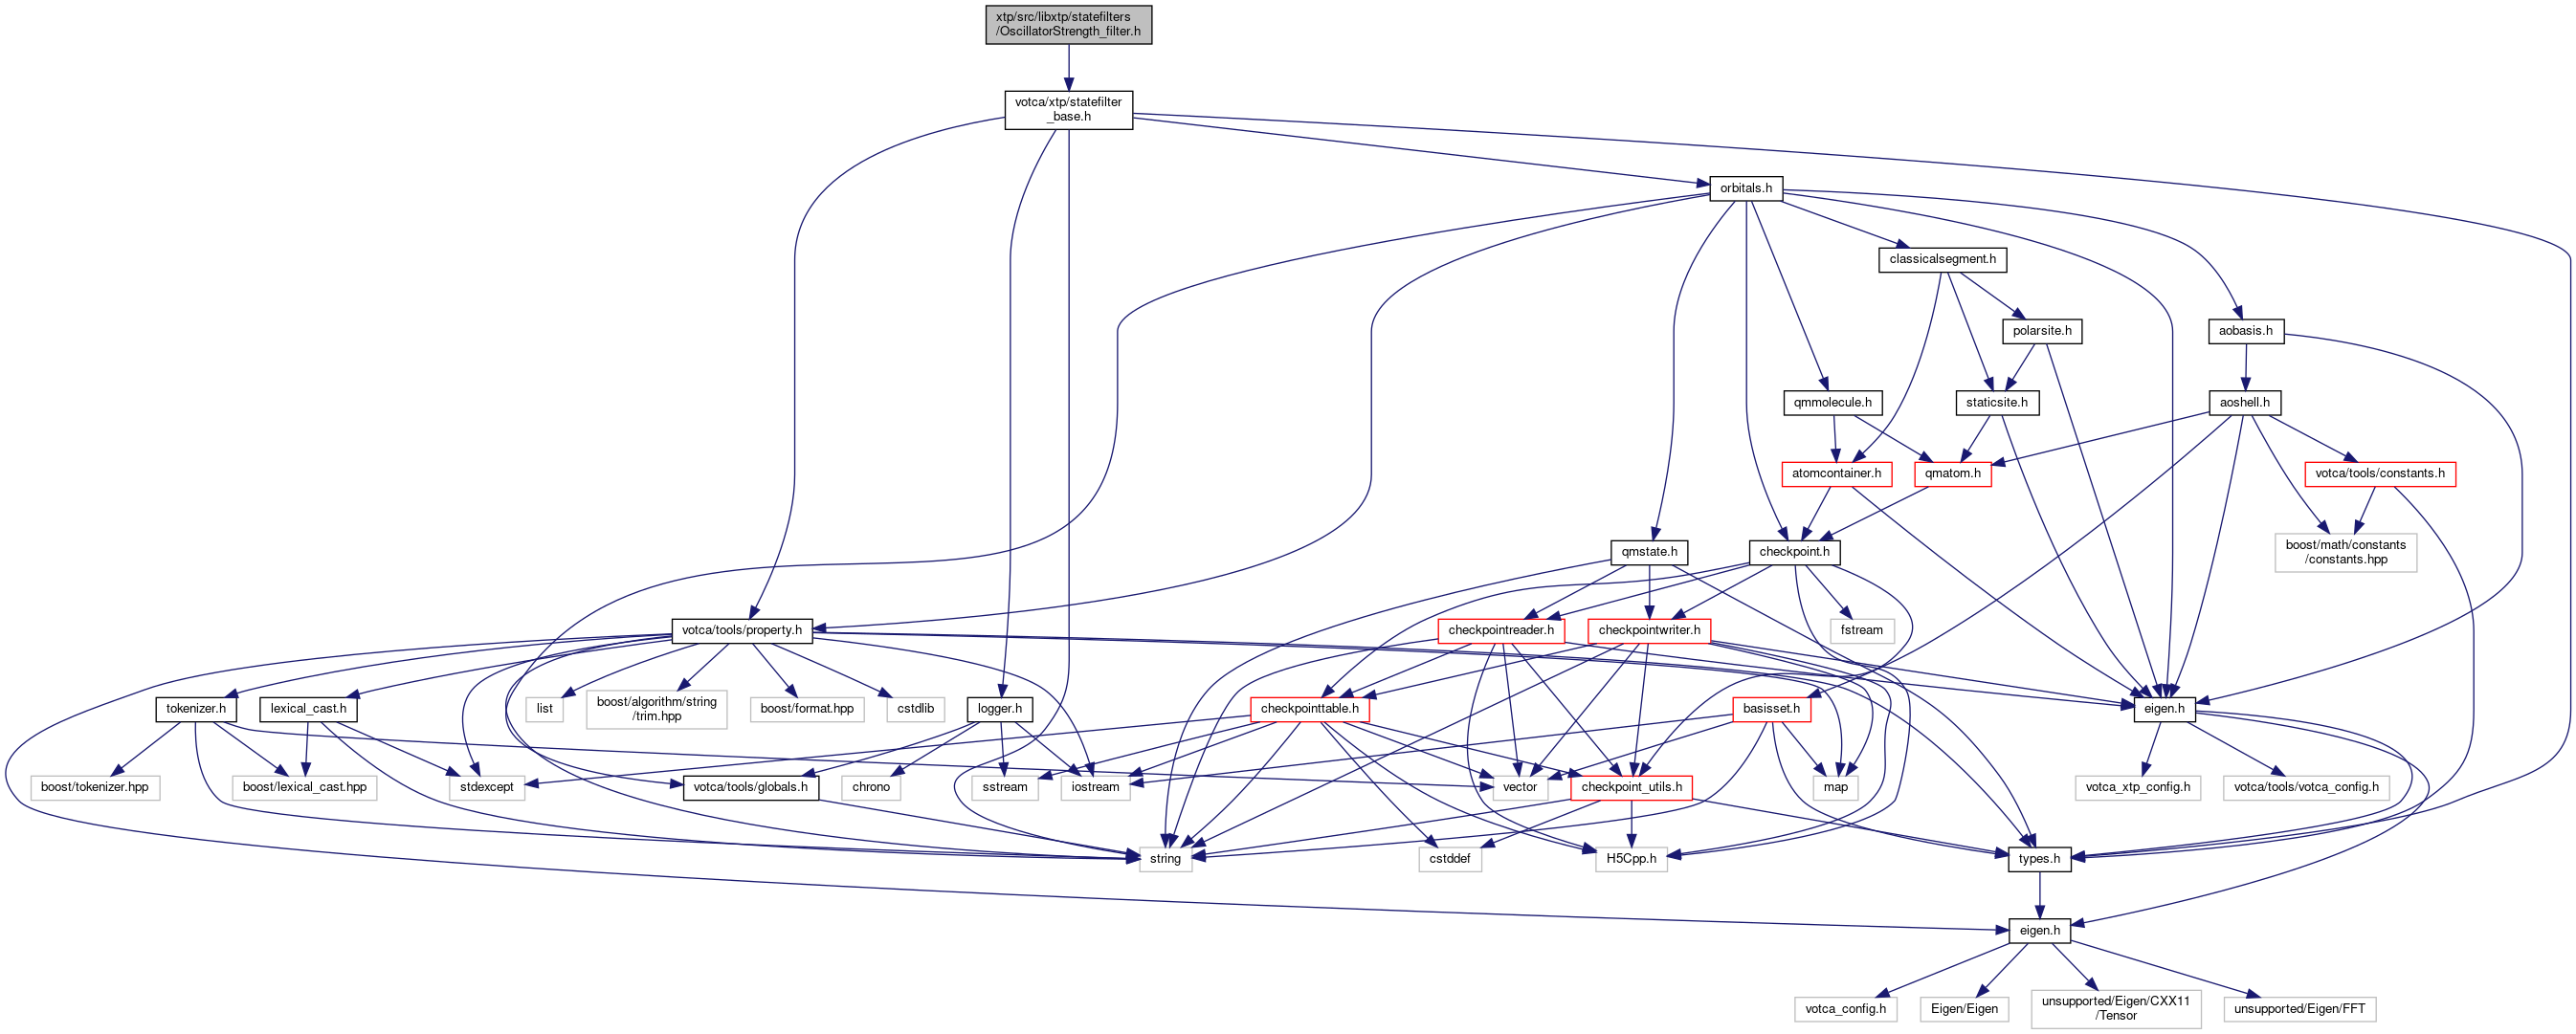 xtp/src/libxtp/statefilters
/OscillatorStrength_filter.h
votca/xtp/statefilter
_base.h
orbitals.h
classicalsegment.h
polarsite.h
aobasis.h
qmmolecule.h
staticsite.h
aoshell.h
atomcontainer.h
qmatom.h
votca/tools/constants.h
qmstate.h
checkpoint.h
boost/math/constants
/constants.hpp
votca/tools/property.h
checkpointreader.h
checkpointwriter.h
fstream
tokenizer.h
lexical_cast.h
list
boost/algorithm/string
/trim.hpp
boost/format.hpp
cstdlib
logger.h
checkpointtable.h
basisset.h
eigen.h
boost/tokenizer.hpp
boost/lexical_cast.hpp
stdexcept
votca/tools/globals.h
chrono
sstream
iostream
vector
checkpoint_utils.h
map
votca_xtp_config.h
votca/tools/votca_config.h
string
cstddef
H5Cpp.h
types.h
eigen.h
votca_config.h
Eigen/Eigen
unsupported/Eigen/CXX11
/Tensor
unsupported/Eigen/FFT